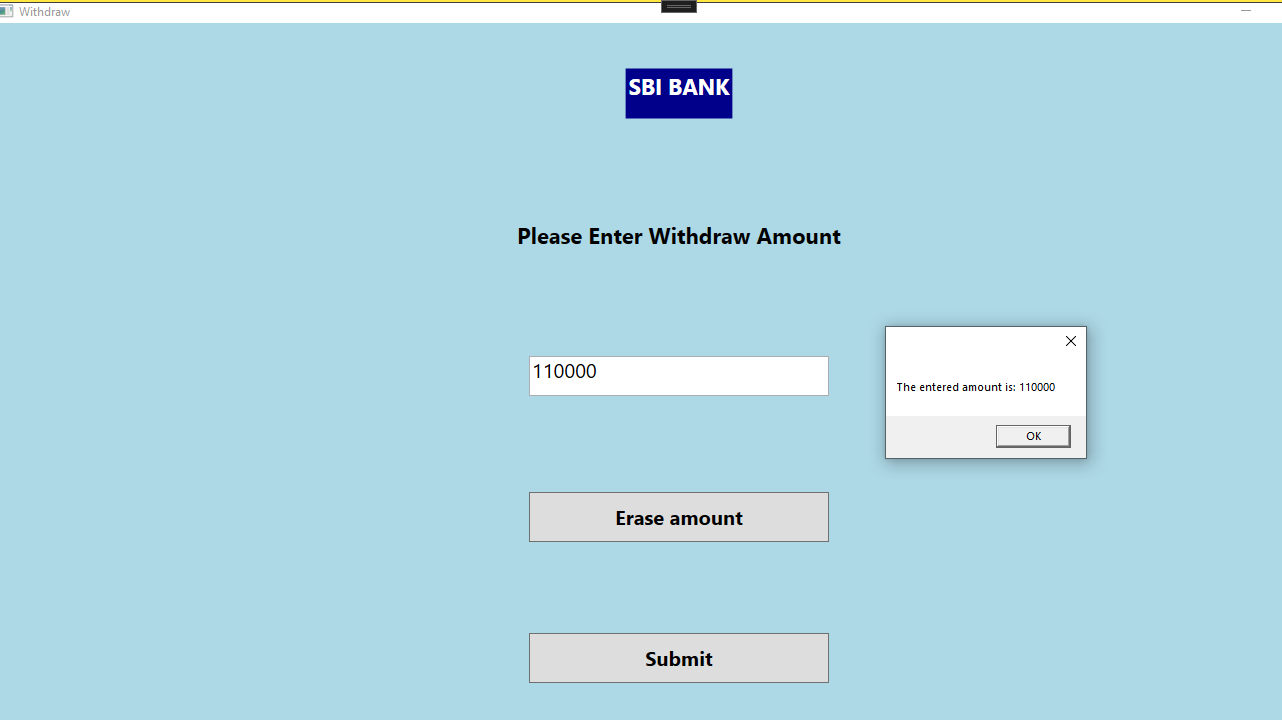 Withdraw
SBI BANK
Please Enter Withdraw Amount
110000
The entered amount is: 110000
OK
Erase amount
Submit